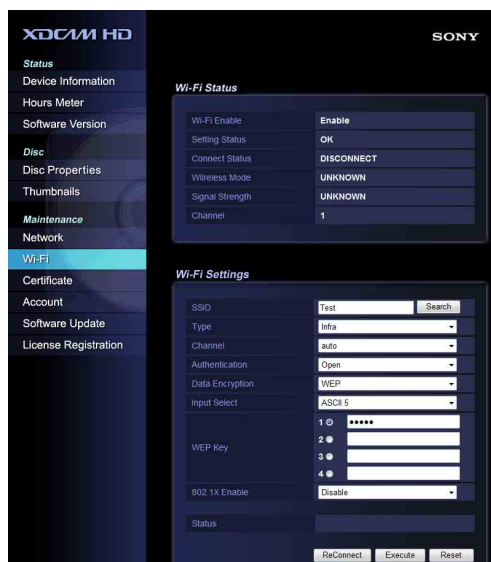 XDCAM HD
SONY
Status
Device Information
Hours Meter
Software Version
Disc
Disc Properties
Thumbnails
Maintenance
Network
Wi-Fi
Certificate
Account
Software Update
License Registration
Wi-Fi Status
Wi-Fi Enable Enable
Setting Status OK
Connect Status DISCONNECT
Wilreless Mode UNKNOWN
Signal Strength UNKNOWN
Channel 1
Wi-Fi Settings
SSID Test Search
Type Infra
Channel auto
Authentication Open
Data Encryption WEP
Input Select ASCII 5
WEP Key
1 •••••
2
3
4
802.1X Enable Disable
Status
ReConnect Execute Reset